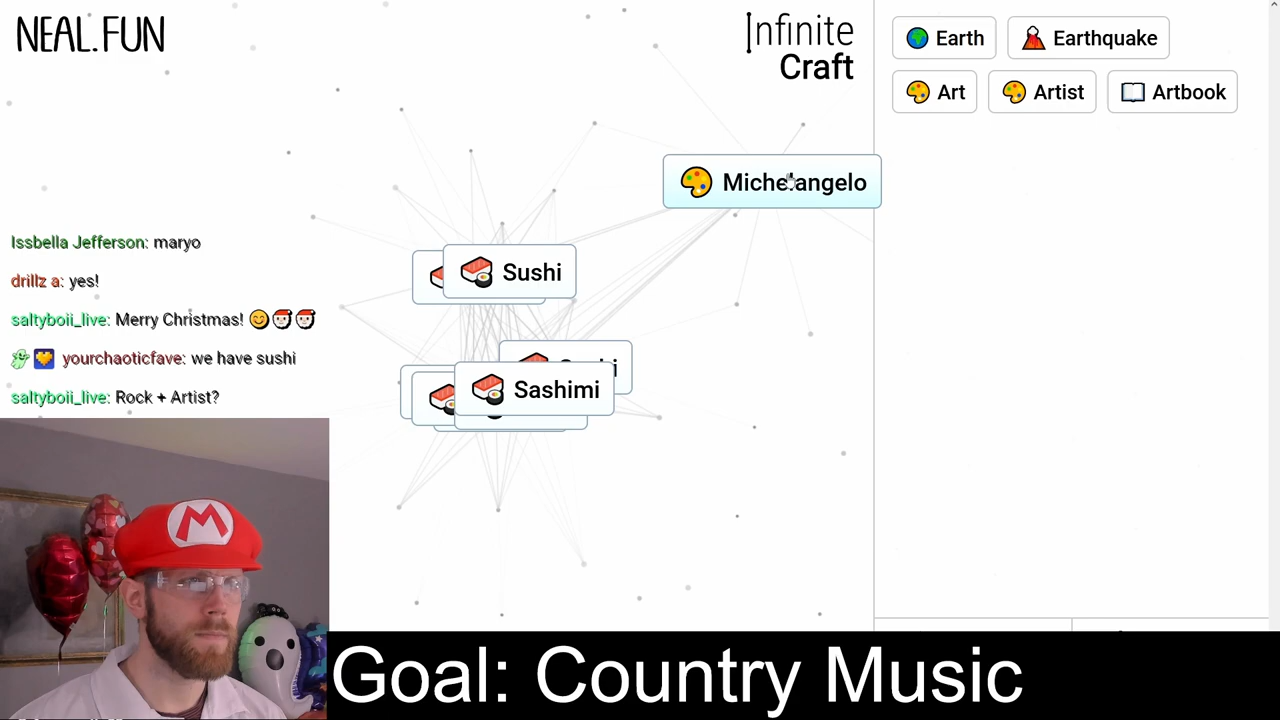 NEAL.FUN
Infinite
Craft
Earth
Earthquake
Art
Artist
Artbook
Michelangelo
Issbella Jefferson: maryo
drillz a: yes!
saltyboii_live: Merry Christmas!
yourchaoticfave: we have sushi
saltyboii_live: Rock + Artist?
Sushi
Sashimi
M
Goal: Country Music